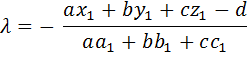 λ = − (ax₁ + by₁ + cz₁ − d) / (aa₁ + bb₁ + cc₁)